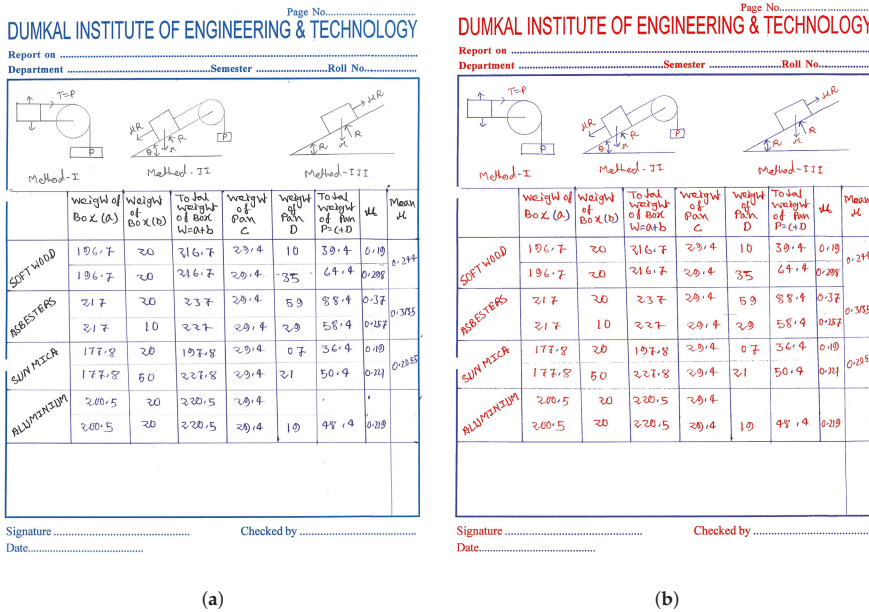 Page No.........................
DUMKAL INSTITUTE OF ENGINEERING & TECHNOLOGY
Report on ................................................................
Department ........................................Semester ....................Roll No...............
T=P
P
Method-I
μR
R
θ
P
Method-II
μR
R
R
Method-III
Weight of Box (a) Weight of Box (b) Total weight of Box W=a+b Weight of Pan C Weight of Pan D Total weight of Pan P=C+D μ Mean μ
SOFT WOOD 196.7 20 216.7 29.4 10 39.4 0.19 0.244
196.7 20 216.7 29.4 35 64.4 0.298
ASBESTERS 217 20 237 29.4 59 88.4 0.37 0.3135
217 10 227 29.4 29 58.4 0.257
SUN MICA 177.8 20 197.8 29.4 07 36.4 0.19 0.2055
177.8 50 227.8 29.4 21 50.4 0.221
ALUMINIUM 200.5 20 220.5 29.4
200.5 20 220.5 29.4 19 48.4 0.219
Signature ........................................ Checked by ........................................
Date...................................
(a)
Page No.........................
DUMKAL INSTITUTE OF ENGINEERING & TECHNOLOGY
Report on ................................................................
Department ........................................Semester ....................Roll No...............
T=P
P
Method-I
μR
R
θ
P
Method-II
μR
R
R
Method-III
Weight of Box (a) Weight of Box (b) Total weight of Box W=a+b Weight of Pan C Weight of Pan D Total weight of Pan P=C+D μ Mean μ
SOFT WOOD 196.7 20 216.7 29.4 10 39.4 0.19 0.244
196.7 20 216.7 29.4 35 64.4 0.298
ASBESTERS 217 20 237 29.4 59 88.4 0.37 0.3135
217 10 227 29.4 29 58.4 0.257
SUN MICA 177.8 20 197.8 29.4 07 36.4 0.19 0.2055
177.8 50 227.8 29.4 21 50.4 0.221
ALUMINIUM 200.5 20 220.5 29.4
200.5 20 220.5 29.4 19 48.4 0.219
Signature ........................................ Checked by ........................................
Date...................................
(b)